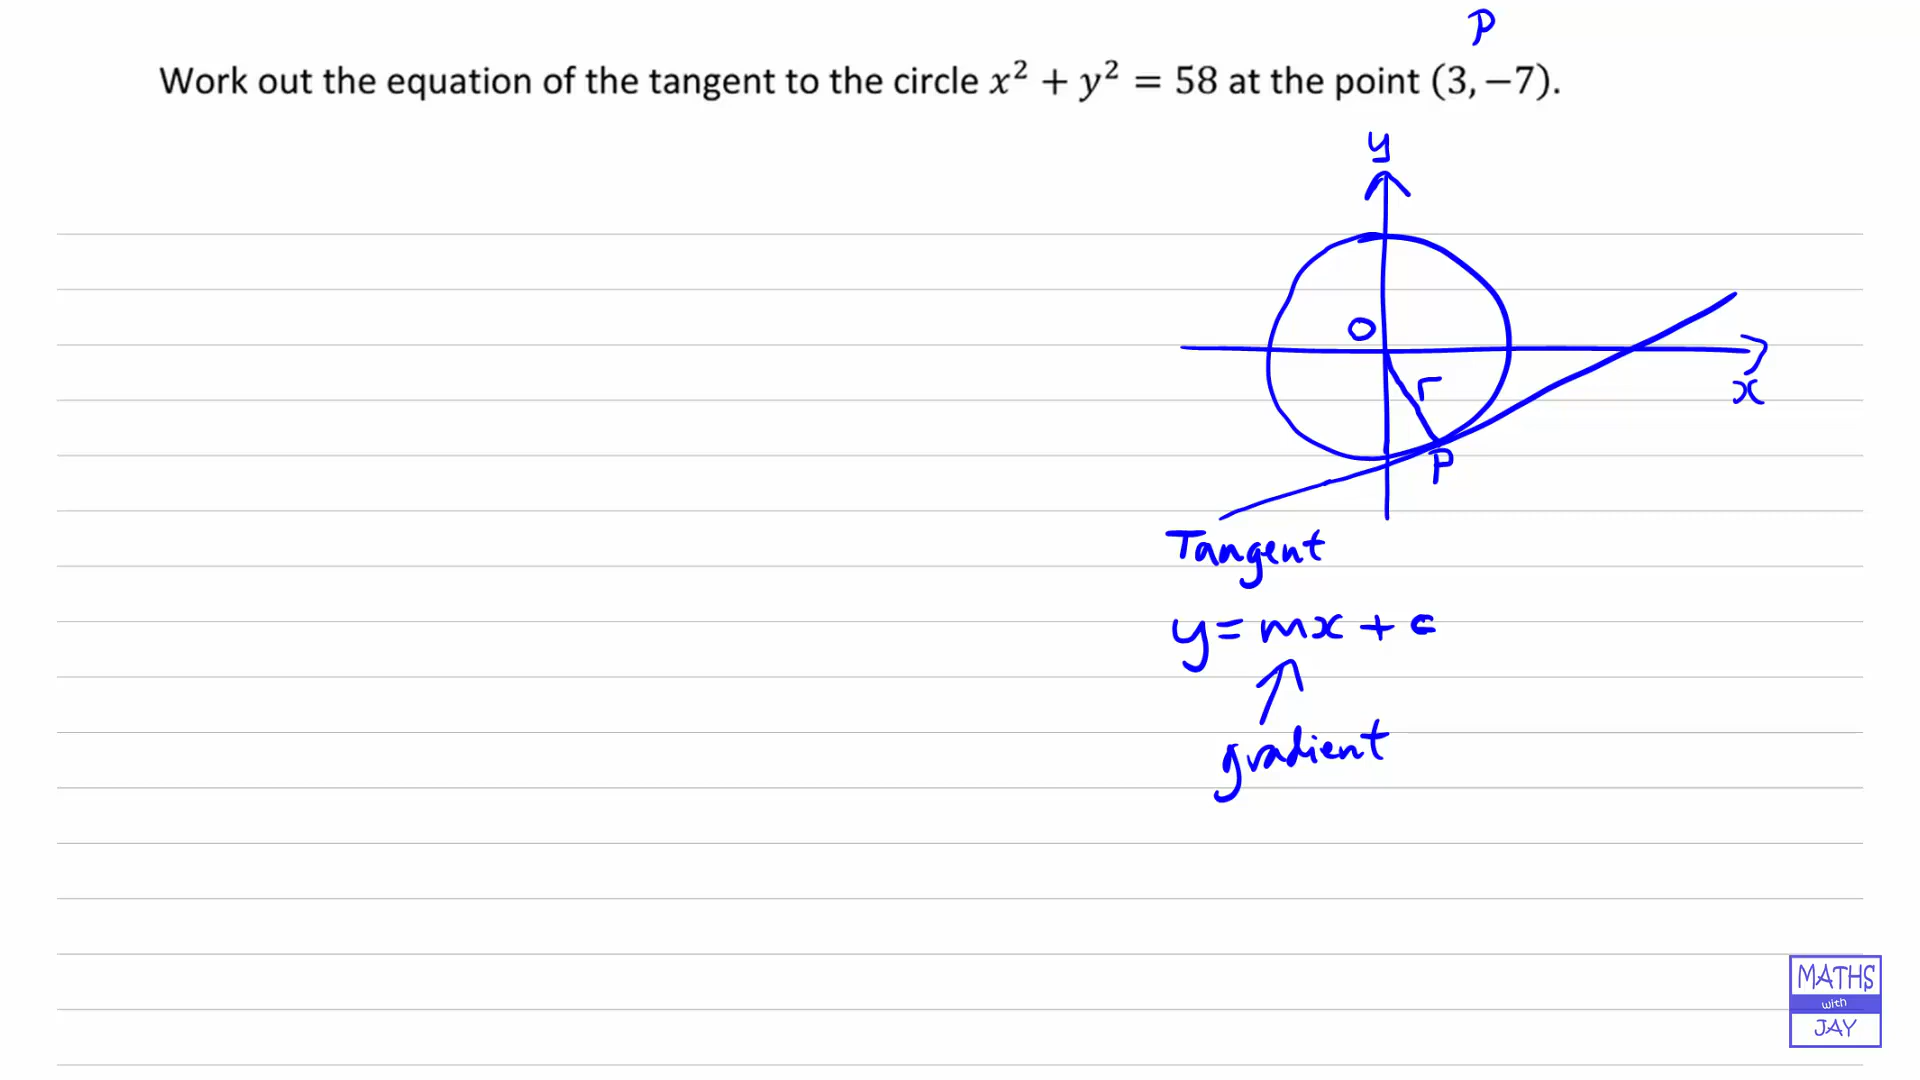 P
Work out the equation of the tangent to the circle x² + y² = 58 at the point (3, −7).
y
O
r
x
P
Tangent
y = mx + c
gradient
MATHS
with
JAY